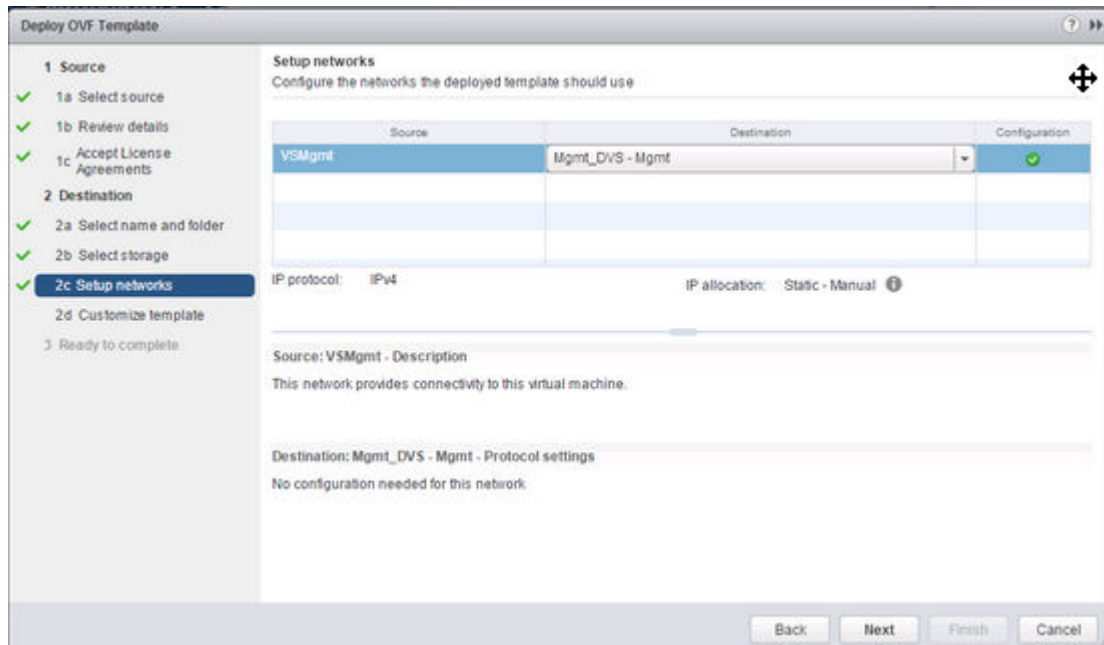 Deploy OVF Template
1 Source
1a Select source
1b Review details
1c Accept License
Agreements
2 Destination
2a Select name and folder
2b Select storage
2c Setup networks
2d Customize template
3 Ready to complete
Setup networks
Configure the networks the deployed template should use
Source Destination Configuration
VSMgmt Mgmt_DVS - Mgmt
IP protocol: IPv4 IP allocation: Static - Manual
Source: VSMgmt - Description
This network provides connectivity to this virtual machine.
Destination: Mgmt_DVS - Mgmt - Protocol settings
No configuration needed for this network
Back Next Finish Cancel